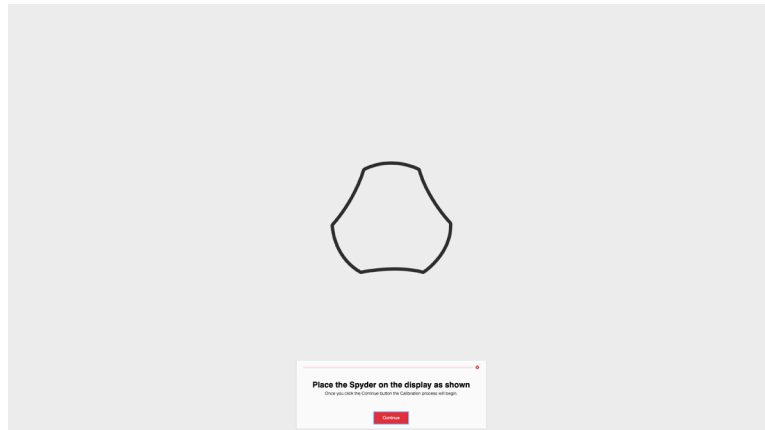 Place the Spyder on the display as shown
Once you click the Continue button the Calibration process will begin.
Continue